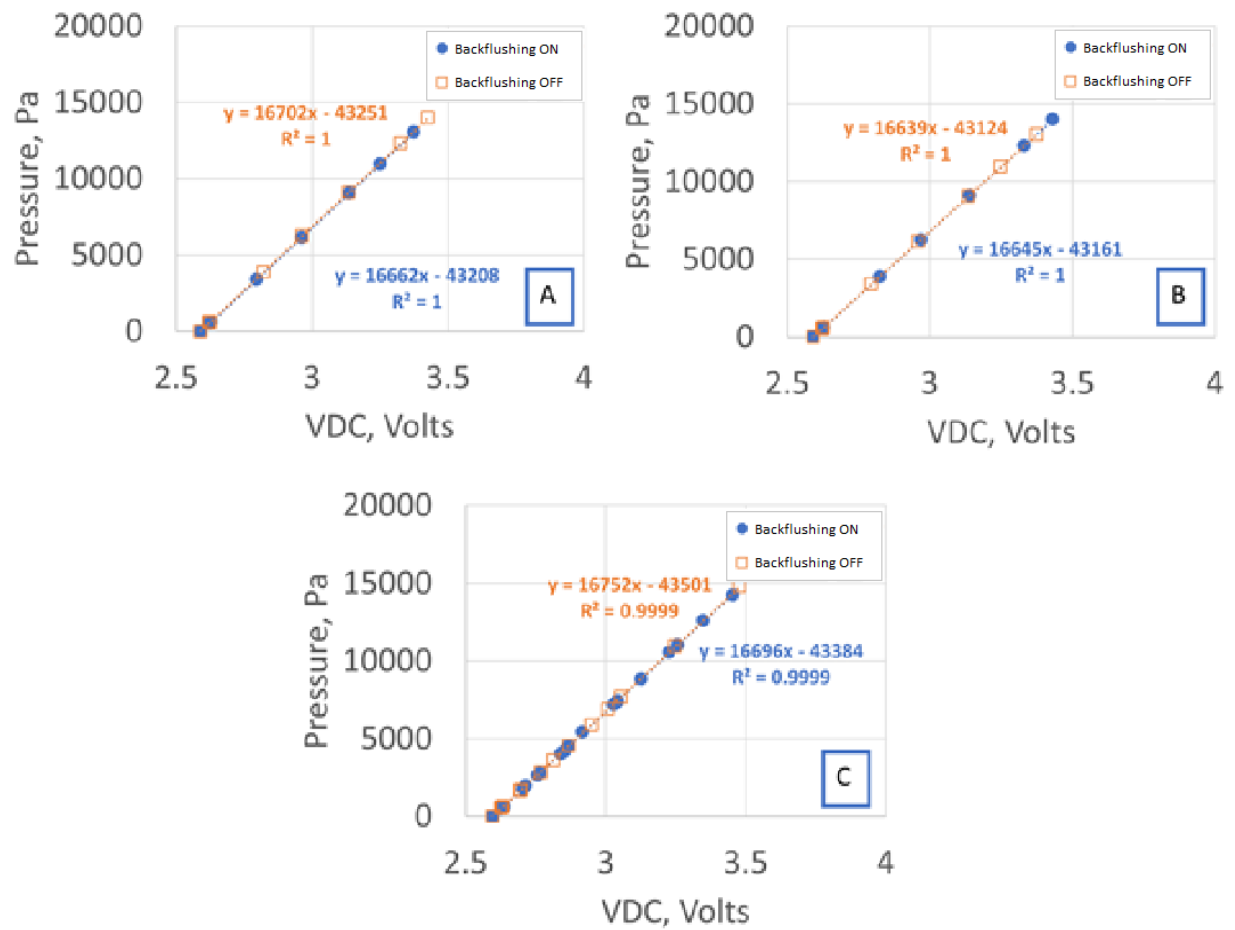 20000
15000
10000
5000
0
Pressure, Pa
Backflushing ON
Backflushing OFF
y = 16702x - 43251
R² = 1
y = 16662x - 43208
R² = 1
A
2.5 3 3.5 4
VDC, Volts
20000
15000
10000
5000
0
Pressure, Pa
Backflushing ON
Backflushing OFF
y = 16639x - 43124
R² = 1
y = 16645x - 43161
R² = 1
B
2.5 3 3.5 4
VDC, Volts
20000
15000
10000
5000
0
Pressure, Pa
Backflushing ON
Backflushing OFF
y = 16752x - 43501
R² = 0.9999
y = 16696x - 43384
R² = 0.9999
C
2.5 3 3.5 4
VDC, Volts